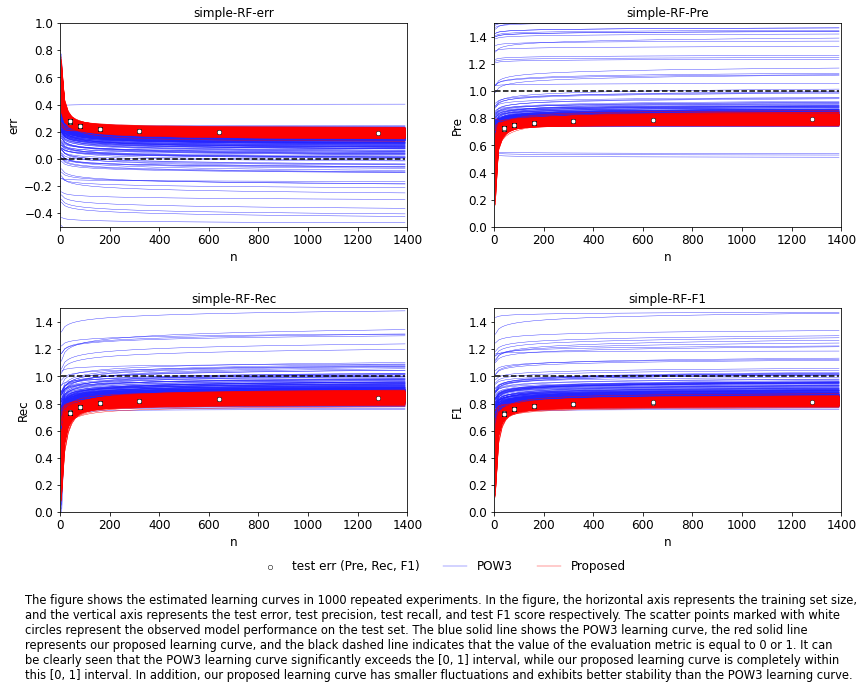 simple-RF-err
1.0
0.8
0.6
0.4
0.2
0.0
−0.2
−0.4
err
0 200 400 600 800 1000 1200 1400
n
simple-RF-Pre
1.4
1.2
1.0
0.8
0.6
0.4
0.2
0.0
Pre
0 200 400 600 800 1000 1200 1400
n
simple-RF-Rec
1.4
1.2
1.0
0.8
0.6
0.4
0.2
0.0
Rec
0 200 400 600 800 1000 1200 1400
n
simple-RF-F1
1.4
1.2
1.0
0.8
0.6
0.4
0.2
0.0
F1
0 200 400 600 800 1000 1200 1400
n
test err (Pre, Rec, F1) POW3 Proposed
The figure shows the estimated learning curves in 1000 repeated experiments. In the figure, the horizontal axis represents the training set size,
and the vertical axis represents the test error, test precision, test recall, and test F1 score respectively. The scatter points marked with white
circles represent the observed model performance on the test set. The blue solid line shows the POW3 learning curve, the red solid line
represents our proposed learning curve, and the black dashed line indicates that the value of the evaluation metric is equal to 0 or 1. It can
be clearly seen that the POW3 learning curve significantly exceeds the [0, 1] interval, while our proposed learning curve is completely within
this [0, 1] interval. In addition, our proposed learning curve has smaller fluctuations and exhibits better stability than the POW3 learning curve.